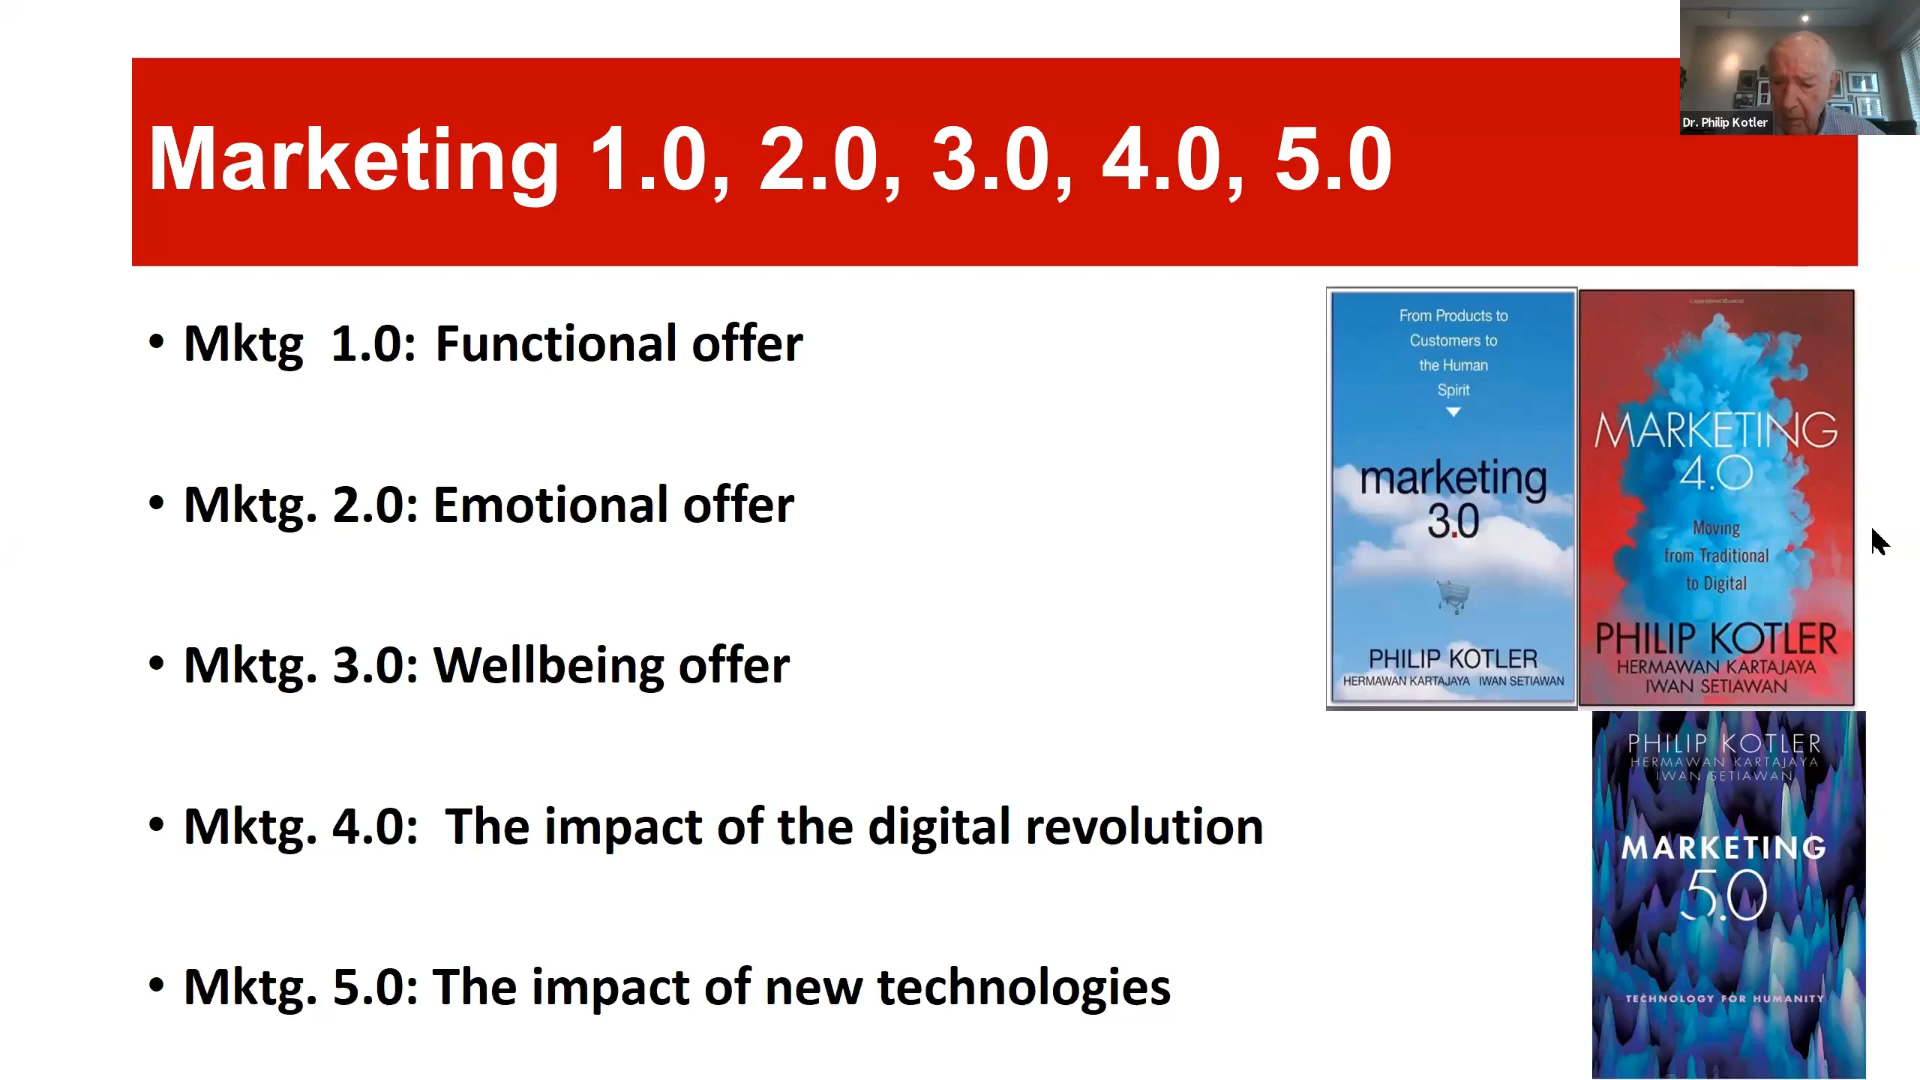 Dr. Philip Kotler
Marketing 1.0, 2.0, 3.0, 4.0, 5.0
• Mktg  1.0: Functional offer
• Mktg. 2.0: Emotional offer
• Mktg. 3.0: Wellbeing offer
• Mktg. 4.0:  The impact of the digital revolution
• Mktg. 5.0: The impact of new technologies
From Products to
Customers to
the Human
Spirit
marketing
3.0
PHILIP KOTLER
HERMAWAN KARTAJAYA   IWAN SETIAWAN
MARKETING
4.0
Moving
from Traditional
to Digital
PHILIP KOTLER
HERMAWAN KARTAJAYA
IWAN SETIAWAN
PHILIP KOTLER
HERMAWAN KARTAJAYA
IWAN SETIAWAN
MARKETING
5.0
TECHNOLOGY FOR HUMANITY